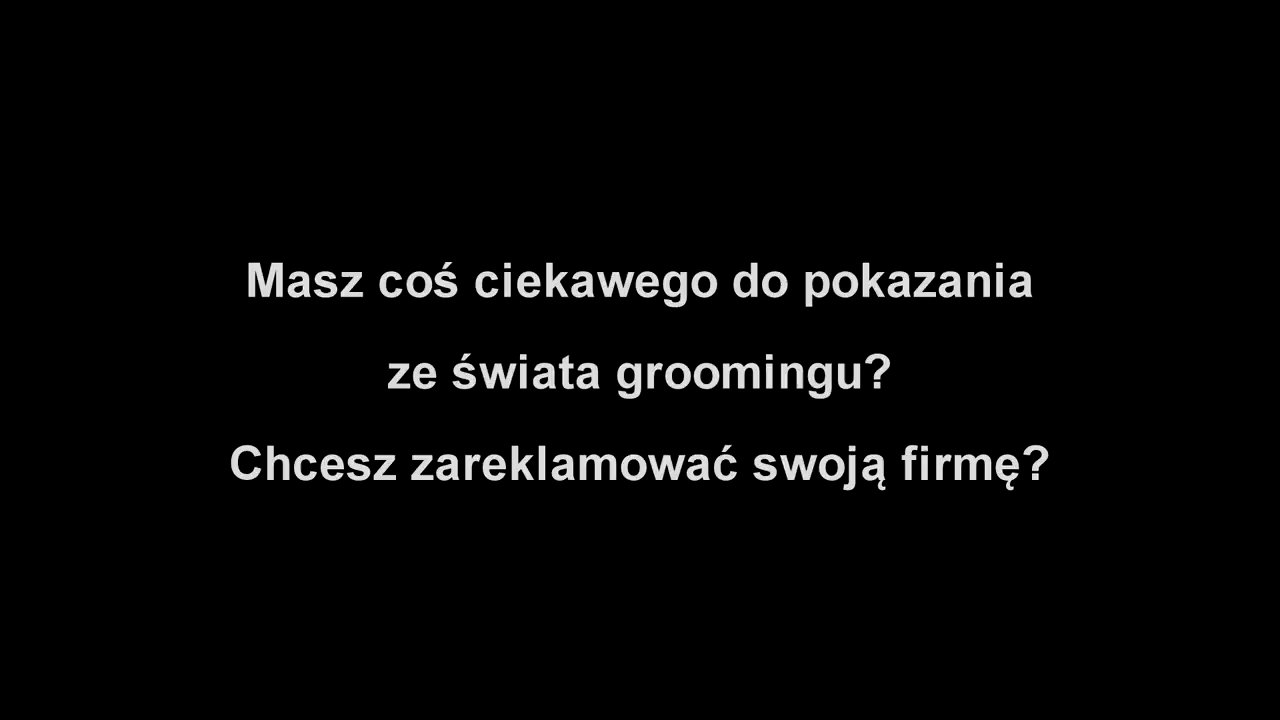 Masz coś ciekawego do pokazania
ze świata groomingu?
Chcesz zareklamować swoją firmę?